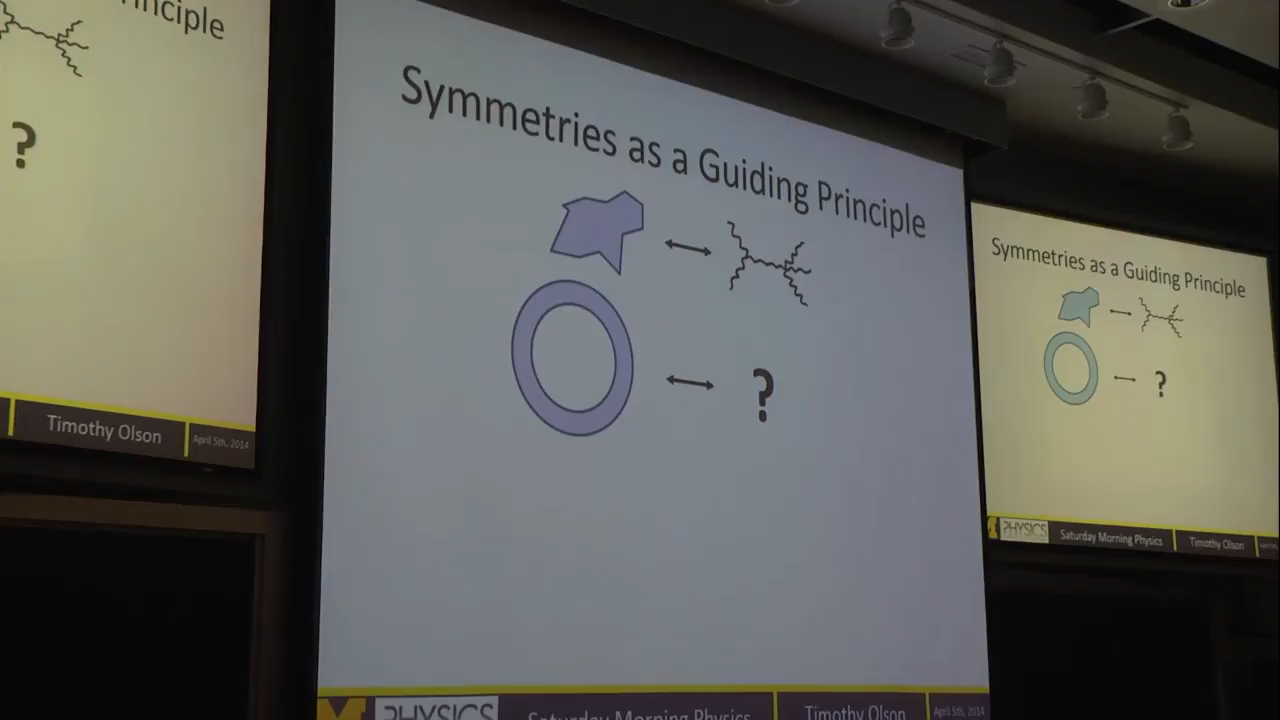 ?
Timothy Olson
April 5th, 2014
Symmetries as a Guiding Principle
?
PHYSICS
Saturday Morning Physics
Timothy Olson
April 5th, 2014
Symmetries as a Guiding Principle
?
M
PHYSICS
Saturday Morning Physics
Timothy Olson